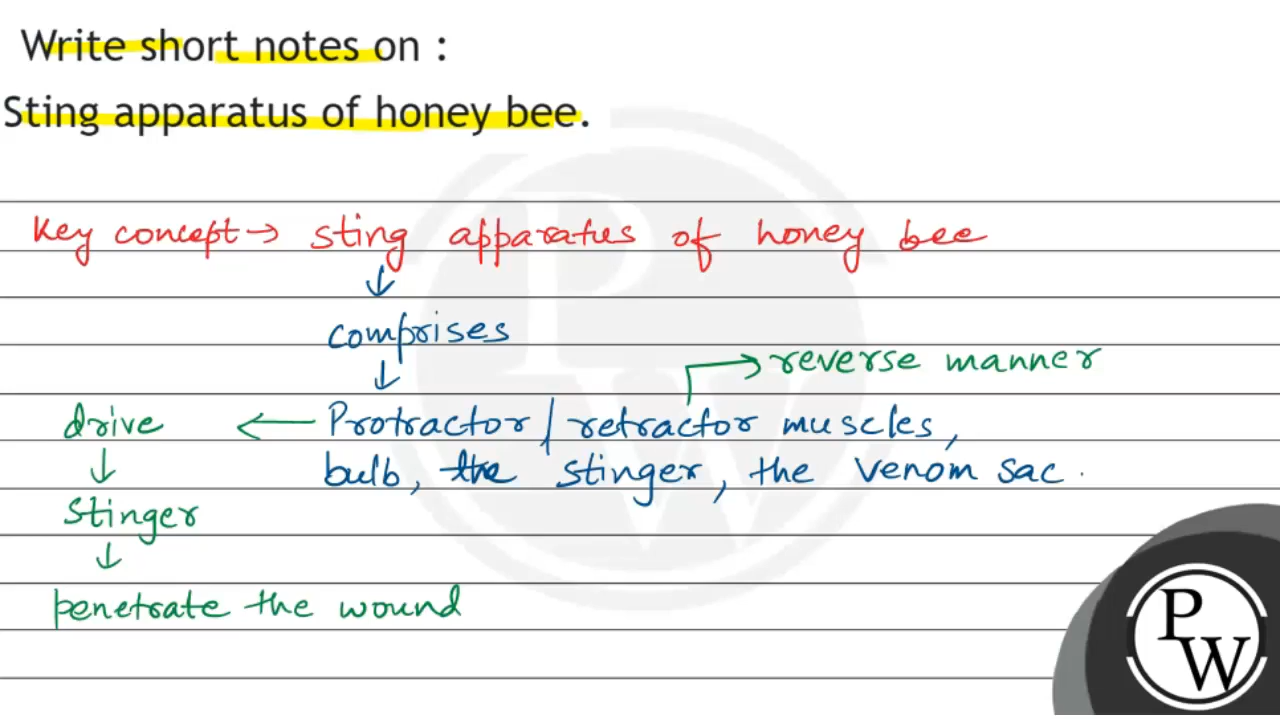 Write short notes on :
Sting apparatus of honey bee.
Key concept → sting apparatus of honey bee
↓
comprises
↓
→ reverse manner
drive ← Protractor / retractor muscles,
↓
bulb, the stinger, the venom sac.
stinger
↓
penetrate the wound
P
W